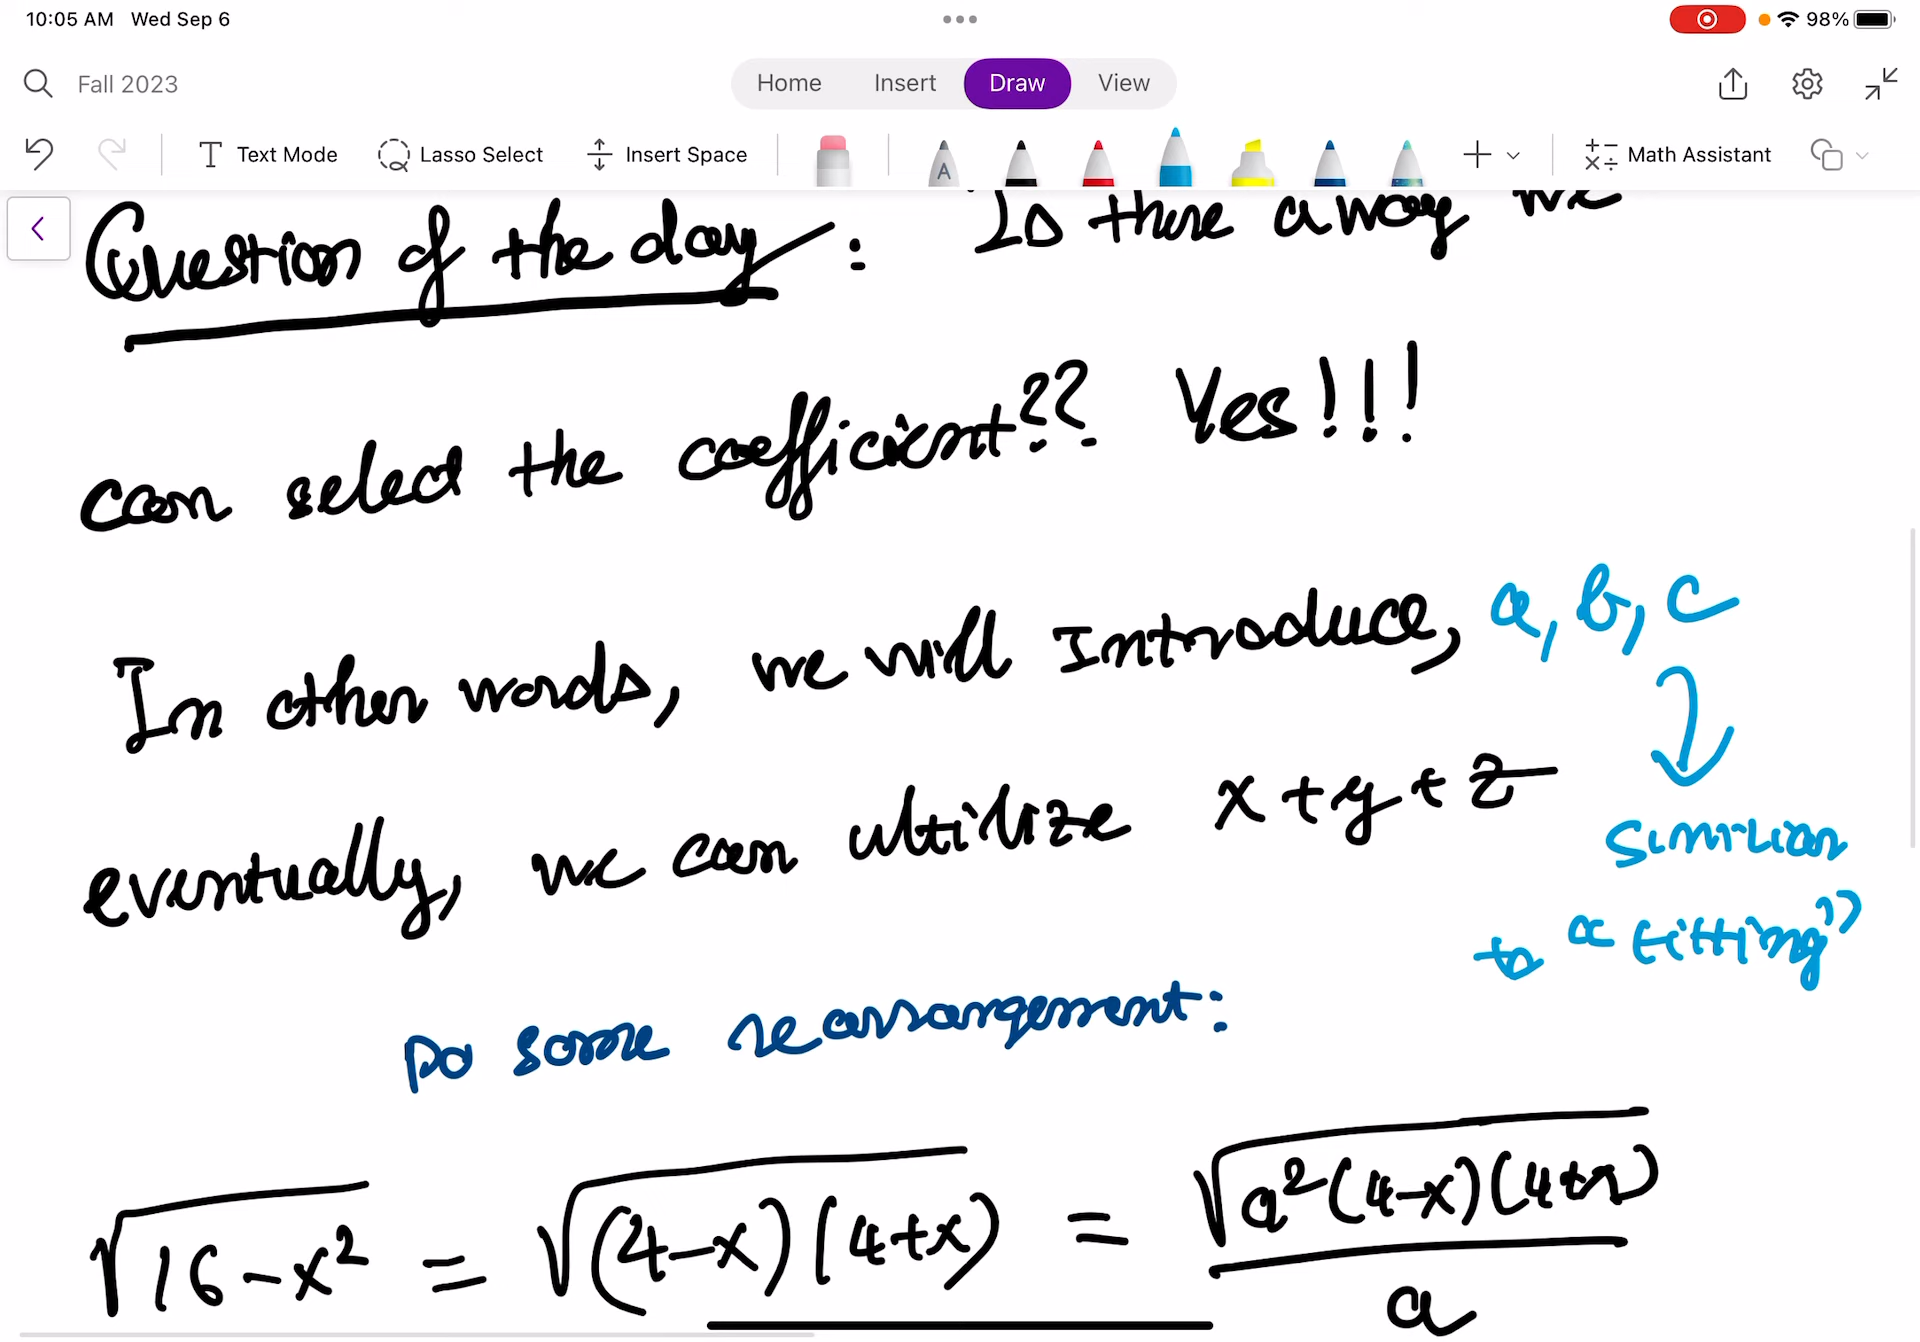 10:05 AM Wed Sep 6
98%
Fall 2023
Home Insert Draw View
Text Mode Lasso Select Insert Space A Math Assistant
Question of the day : Is there a way we
can select the coefficient?? Yes!!!
In other words, we will Introduce, a, b, c
eventually, we can ultilize x+y+z
similar
to "fitting"
Do some rearrangement:
√16-x² = √(4-x)(4+x) = √a²(4-x)(4+x)
a